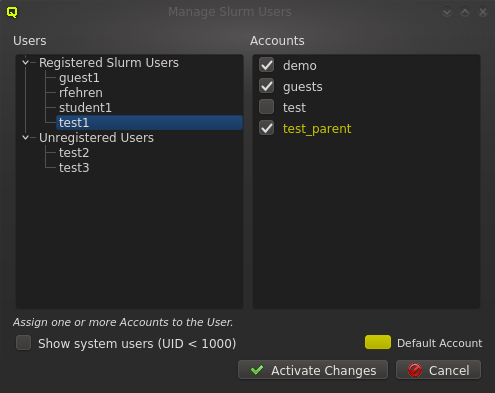 Manage Slurm Users
Users
Accounts
Registered Slurm Users
guest1
rfehren
student1
test1
Unregistered Users
test2
test3
demo
guests
test
test_parent
Assign one or more Accounts to the User.
Show system users (UID < 1000)
Default Account
Activate Changes
Cancel